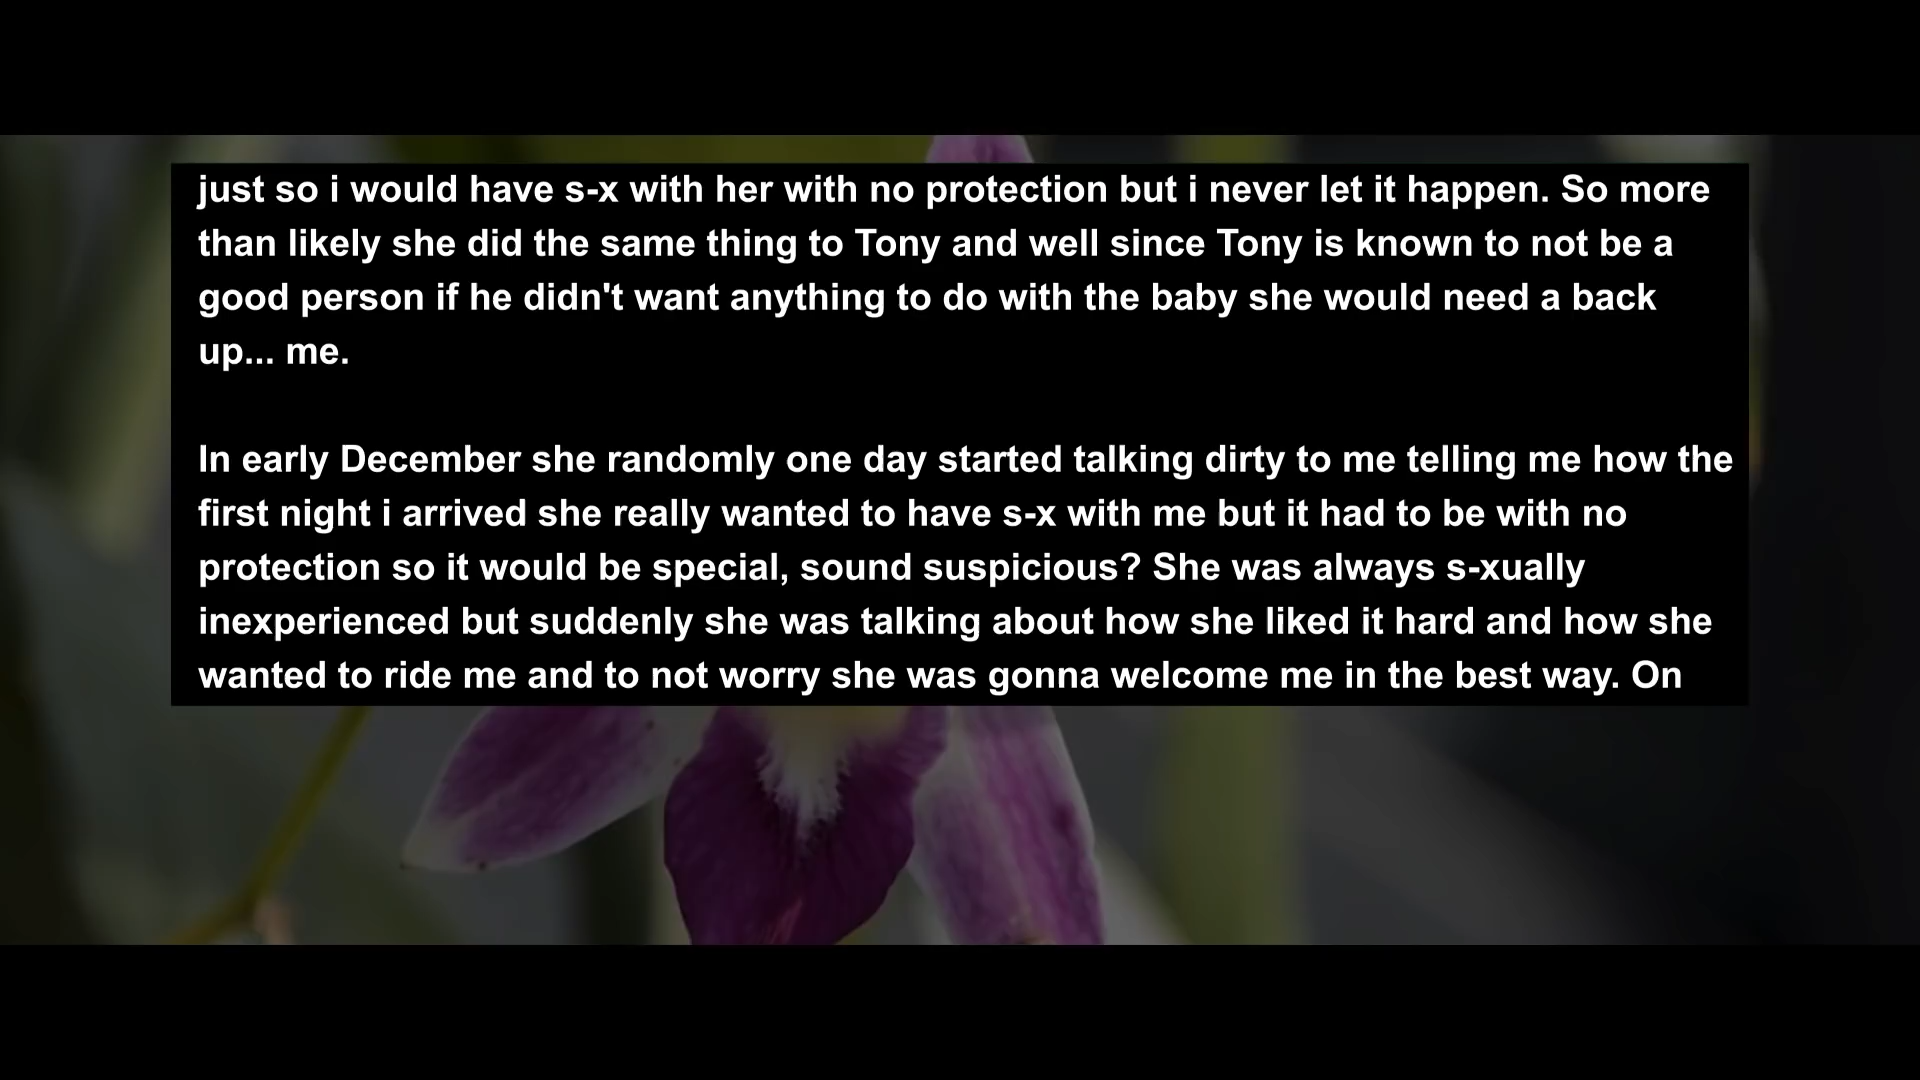 just so i would have s-x with her with no protection but i never let it happen. So more
than likely she did the same thing to Tony and well since Tony is known to not be a
good person if he didn't want anything to do with the baby she would need a back
up... me.
In early December she randomly one day started talking dirty to me telling me how the
first night i arrived she really wanted to have s-x with me but it had to be with no
protection so it would be special, sound suspicious? She was always s-xually
inexperienced but suddenly she was talking about how she liked it hard and how she
wanted to ride me and to not worry she was gonna welcome me in the best way. On